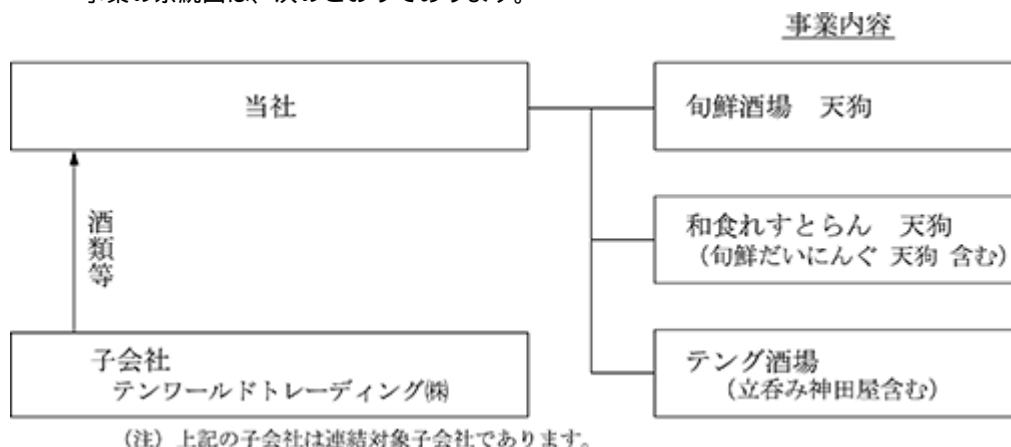 事業の系統図は、次のとおりであります。
事業内容
当社
旬鮮酒場 天狗
酒類等
和食れすとらん 天狗
(旬鮮だいにんぐ 天狗 含む)
子会社
テンワールドトレーディング㈱
テング酒場
(立呑み神田屋含む)
(注) 上記の子会社は連結対象子会社であります。